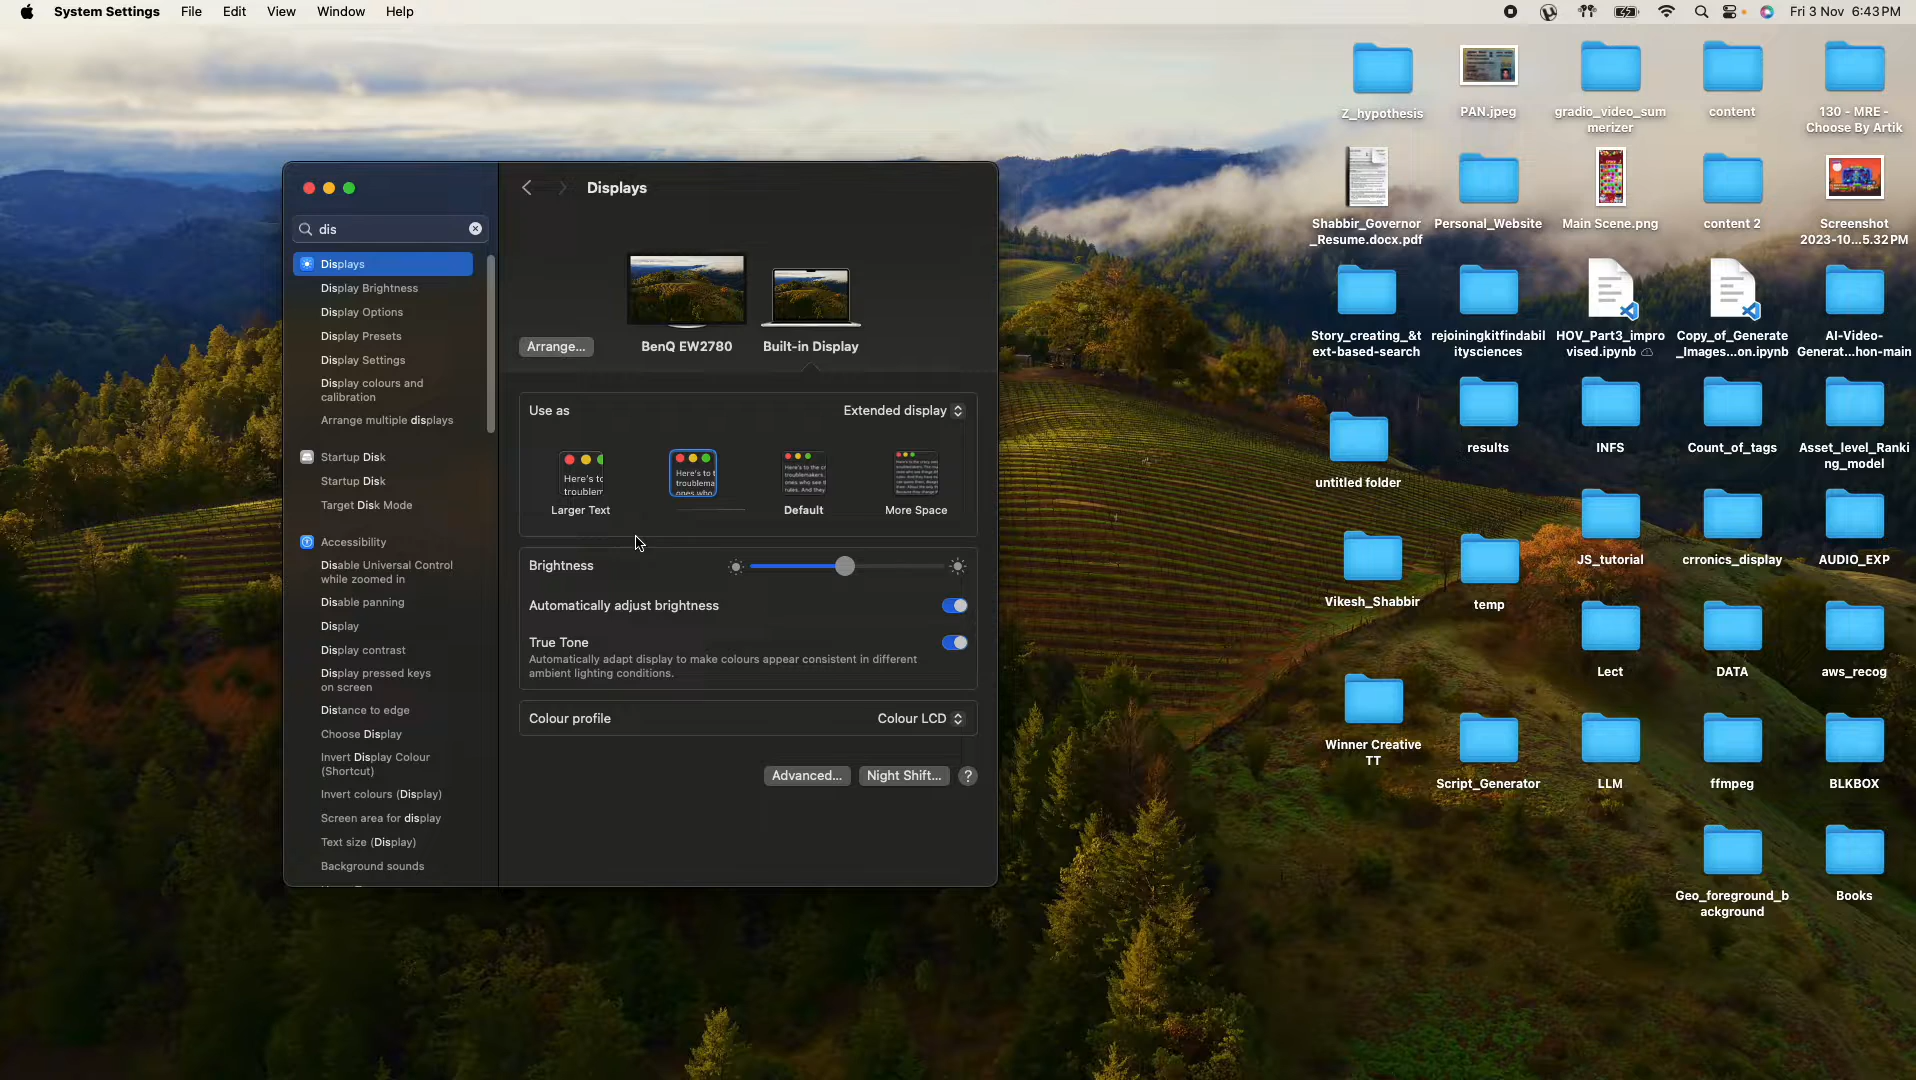 System Settings File Edit View Window Help
Fri 3 Nov 6:43 PM
dis
Displays
Display Brightness
Display Options
Display Presets
Display Settings
Display colours and
calibration
Arrange multiple displays
Startup Disk
Startup Disk
Target Disk Mode
Accessibility
Disable Universal Control
while zoomed in
Disable panning
Display
Display contrast
Display pressed keys
on screen
Distance to edge
Choose Display
Invert Display Colour
(Shortcut)
Invert colours (Display)
Screen area for display
Text size (Display)
Background sounds
Displays
Arrange...
BenQ EW2780
Built-in Display
Use as
Extended display
Larger Text
Default
More Space
Brightness
Automatically adjust brightness
True Tone
Automatically adapt display to make colours appear consistent in different
ambient lighting conditions.
Colour profile
Colour LCD
Advanced...
Night Shift...
?
Z_hypothesis
PAN.jpeg
gradio_video_sum
merizer
content
130 - MRE -
Choose By Artik
Shabbir_Governor
_Resume.docx.pdf
Personal_Website
Main Scene.png
content 2
Screenshot
2023-10...5.32 PM
Story_creating_&t
ext-based-search
rejoiningkitfindabil
itysciences
HOV_Part3_impro
vised.ipynb
Copy_of_Generate
_Images...on.ipynb
AI-Video-
Generat...hon-main
untitled folder
results
INFS
Count_of_tags
Asset_level_Ranki
ng_model
Vikesh_Shabbir
temp
JS_tutorial
crronics_display
AUDIO_EXP
Lect
DATA
aws_recog
Winner Creative
TT
Script_Generator
LLM
ffmpeg
BLKBOX
Geo_foreground_b
ackground
Books